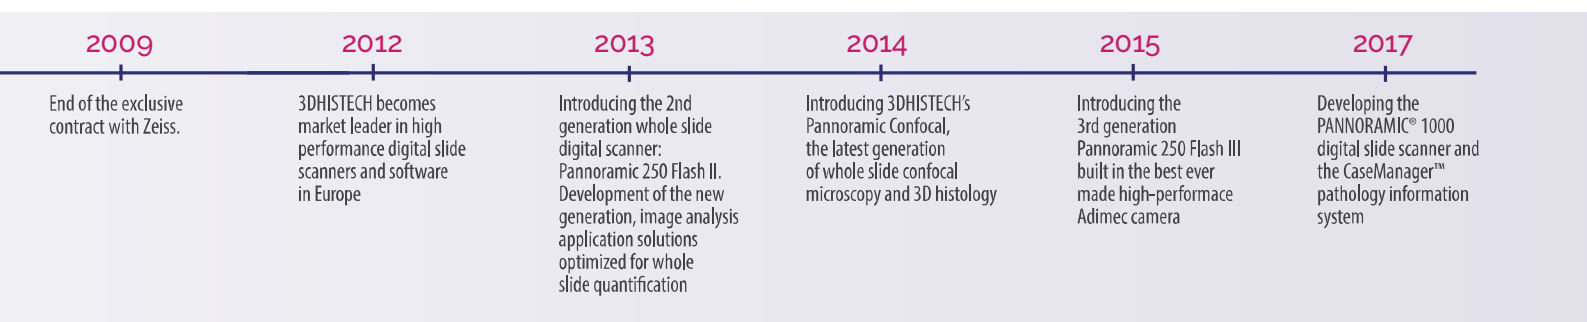 2009
End of the exclusive
contract with Zeiss.
2012
3DHISTECH becomes
market leader in high
performance digital slide
scanners and software
in Europe
2013
Introducing the 2nd
generation whole slide
digital scanner:
Pannoramic 250 Flash II.
Development of the new
generation, image analysis
application solutions
optimized for whole
slide quantification
2014
Introducing 3DHISTECH's
Pannoramic Confocal,
the latest generation
of whole slide confocal
microscopy and 3D histology
2015
Introducing the
3rd generation
Pannoramic 250 Flash III
built in the best ever
made high-performace
Adimec camera
2017
Developing the
PANNORAMIC® 1000
digital slide scanner and
the CaseManager™
pathology information
system